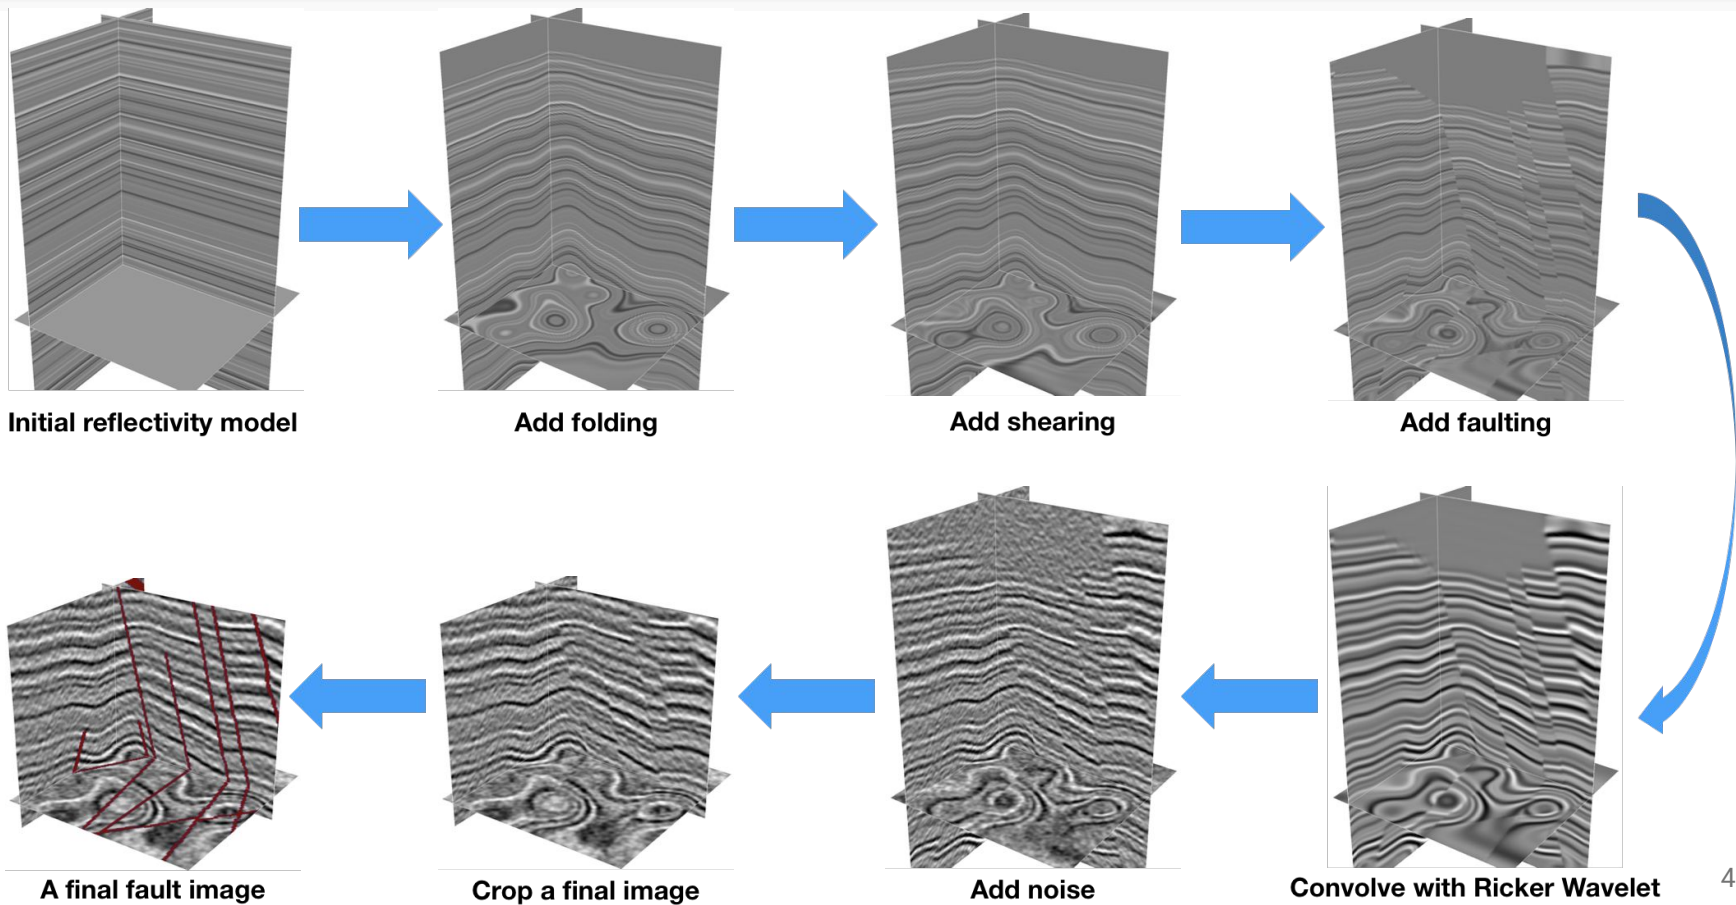 Initial reflectivity model
Add folding
Add shearing
Add faulting
A final fault image
Crop a final image
Add noise
Convolve with Ricker Wavelet
4